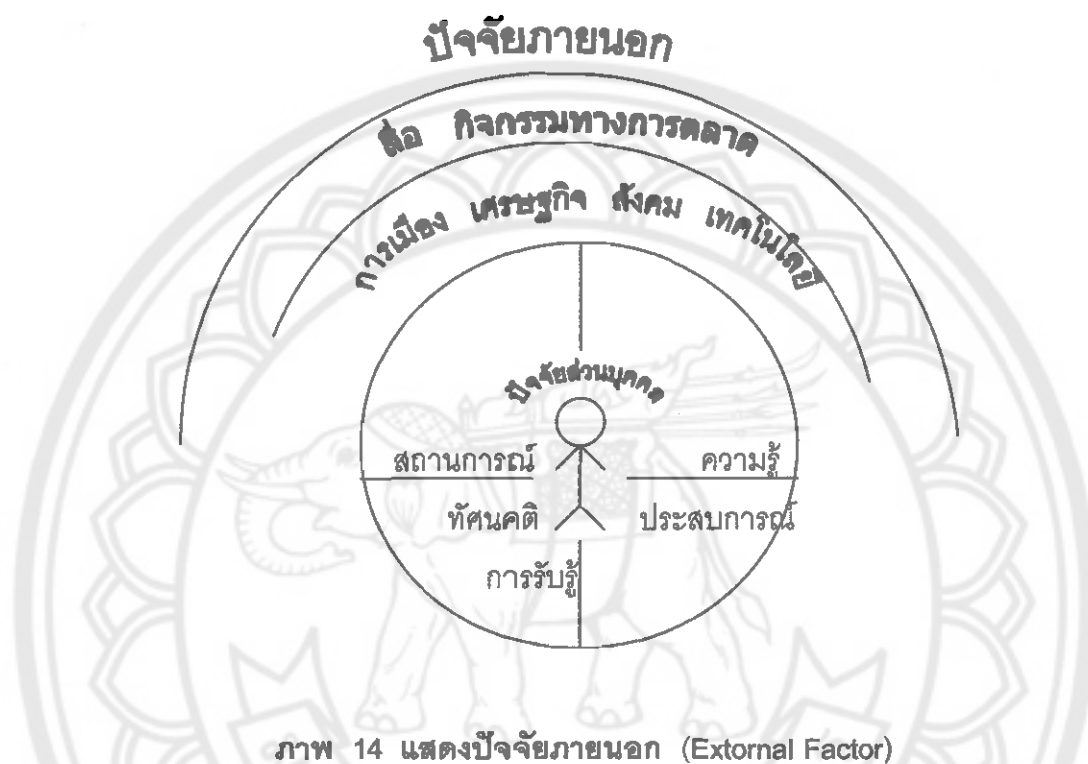 ปัจจัยภายนอก
สื่อ กิจกรรมทางการตลาด
การเมือง เศรษฐกิจ สังคม เทคโนโลยี
ปัจจัยส่วนบุคคล
สถานการณ์ ความรู้
ทัศนคติ ประสบการณ์
การรับรู้
ภาพ 14 แสดงปัจจัยภายนอก (Extornal Factor)